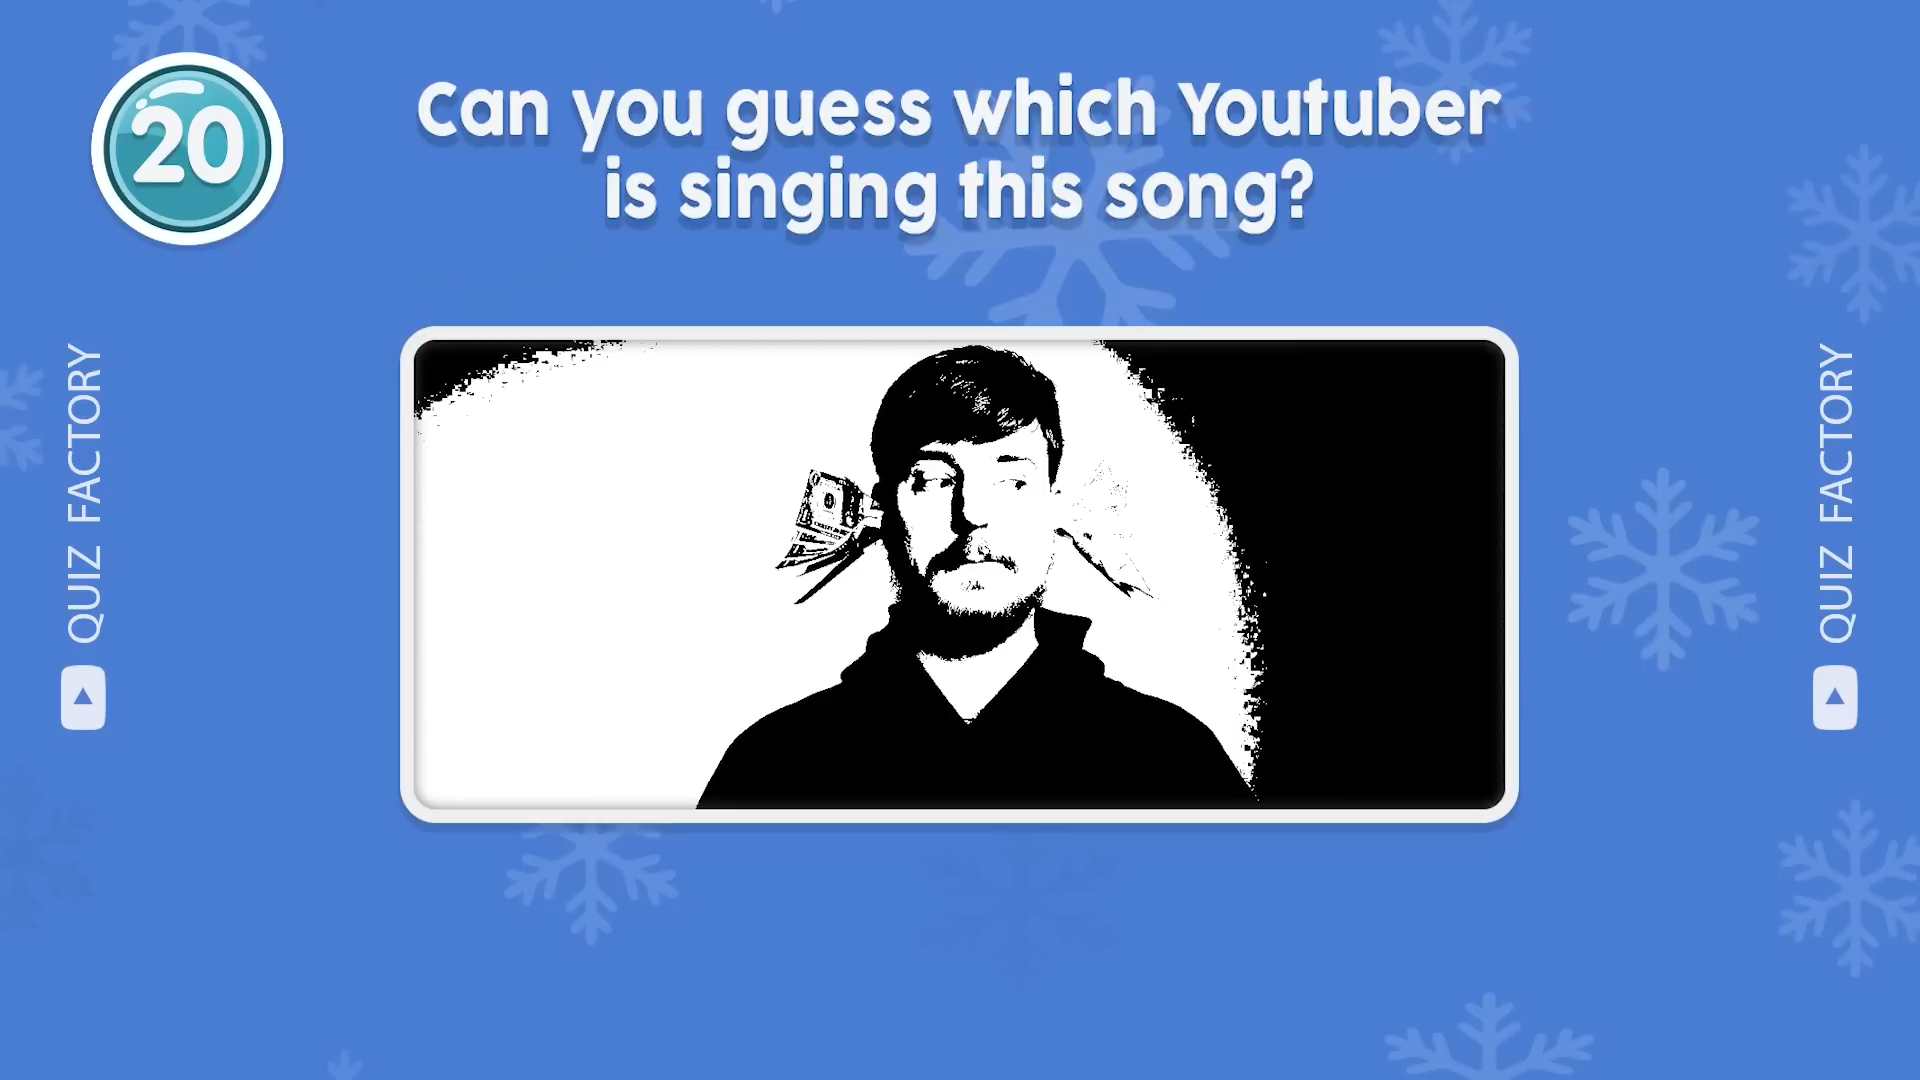 20
Can you guess which Youtuber
is singing this song?
QUIZ FACTORY
QUIZ FACTORY